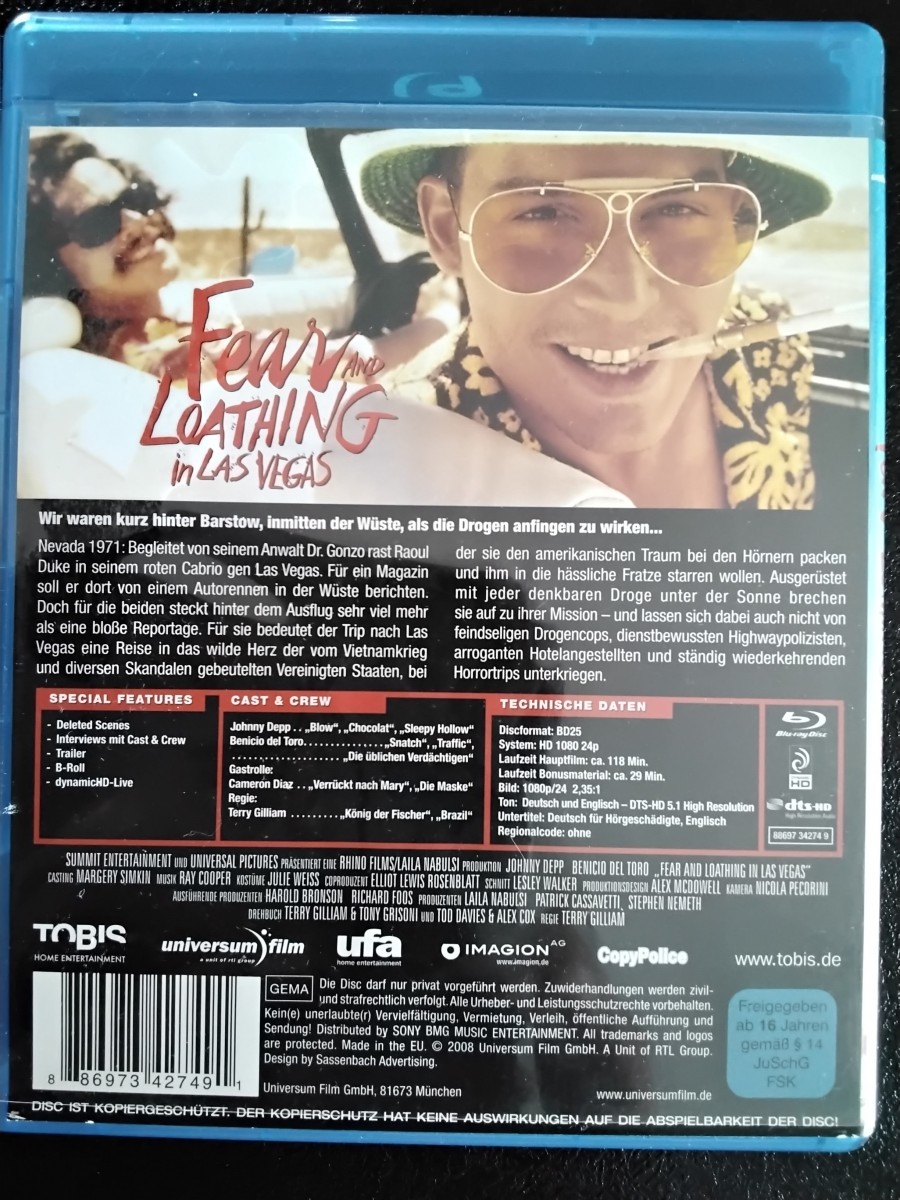 Fear AND
LOATHING
in LAS VEGAS
Wir waren kurz hinter Barstow, inmitten der Wüste, als die Drogen anfingen zu wirken...
Nevada 1971: Begleitet von seinem Anwalt Dr. Gonzo rast Raoul
Duke in seinem roten Cabrio gen Las Vegas. Für ein Magazin
soll er dort von einem Autorennen in der Wüste berichten.
Doch für die beiden steckt hinter dem Ausflug sehr viel mehr
als eine bloße Reportage. Für sie bedeutet der Trip nach Las
Vegas eine Reise in das wilde Herz der vom Vietnamkrieg
und diversen Skandalen gebeutelten Vereinigten Staaten, bei
der sie den amerikanischen Traum bei den Hörnern packen
und ihm in die hässliche Fratze starren wollen. Ausgerüstet
mit jeder denkbaren Droge unter der Sonne brechen
sie auf zu ihrer Mission – und lassen sich dabei auch nicht von
feindseligen Drogencops, dienstbewussten Highwaypolizisten,
arroganten Hotelangestellten und ständig wiederkehrenden
Horrortrips unterkriegen.
SPECIAL FEATURES
- Deleted Scenes
- Interviews mit Cast & Crew
- Trailer
- B-Roll
- dynamicHD-Live
CAST & CREW
Johnny Depp . . „Blow“, „Chocolat“, „Sleepy Hollow“
Benicio del Toro. . . . . . . . . . . . . „Snatch“, „Traffic“,
. . . . . . . . . . . . . . . . . . . . „Die üblichen Verdächtigen“
Gastrolle:
Cameron Diaz . . „Verrückt nach Mary“, „Die Maske“
Regie:
Terry Gilliam . . . . . . . . . „König der Fischer“, „Brazil“
TECHNISCHE DATEN
Discformat: BD25
System: HD 1080 24p
Laufzeit Hauptfilm: ca. 118 Min.
Laufzeit Bonusmaterial: ca. 29 Min.
Bild: 1080p/24 2,35:1
Ton: Deutsch und Englisch – DTS-HD 5.1 High Resolution
Untertitel: Deutsch für Hörgeschädigte, Englisch
Regionalcode: ohne
Blu-ray Disc
HD
dts-HD
High Resolution Audio
88697 34274 9
SUMMIT ENTERTAINMENT UND UNIVERSAL PICTURES PRÄSENTIERT EINE RHINO FILMS/LAILA NABULSI PRODUKTION JOHNNY DEPP BENICIO DEL TORO „FEAR AND LOATHING IN LAS VEGAS“
CASTING MARGERY SIMKIN MUSIK RAY COOPER KOSTÜME JULIE WEISS COPRODUZENT ELLIOT LEWIS ROSENBLATT SCHNITT LESLEY WALKER PRODUKTIONSDESIGN ALEX MCDOWELL KAMERA NICOLA PECORINI
AUSFÜHRENDE PRODUZENTEN HAROLD BRONSON RICHARD FOOS PRODUZENTEN LAILA NABULSI PATRICK CASSAVETTI, STEPHEN NEMETH
DREHBUCH TERRY GILLIAM & TONY GRISONI UND TOD DAVIES & ALEX COX REGIE TERRY GILLIAM
TOBIS
HOME ENTERTAINMENT
universum film
a unit of rtl group
ufa
home entertainment
IMAGION AG
www.imagion.de
CopyPolice
www.tobis.de
8 86973 42749 1
GEMA
Die Disc darf nur privat vorgeführt werden. Zuwiderhandlungen werden zivil-
und strafrechtlich verfolgt. Alle Urheber- und Leistungsschutzrechte vorbehalten.
Kein(e) unerlaubte(r) Vervielfältigung, Vermietung, Verleih, öffentliche Aufführung und
Sendung! Distributed by SONY BMG MUSIC ENTERTAINMENT. All trademarks and logos
are protected. Made in the EU. © 2008 Universum Film GmbH. A Unit of RTL Group.
Design by Sassenbach Advertising.
Universum Film GmbH, 81673 München
www.universumfilm.de
Freigegeben
ab 16 Jahren
gemäß § 14
JuSchG
FSK
DISC IST KOPIERGESCHÜTZT. DER KOPIERSCHUTZ HAT KEINE AUSWIRKUNGEN AUF DIE ABSPIELBARKEIT DER DISC!